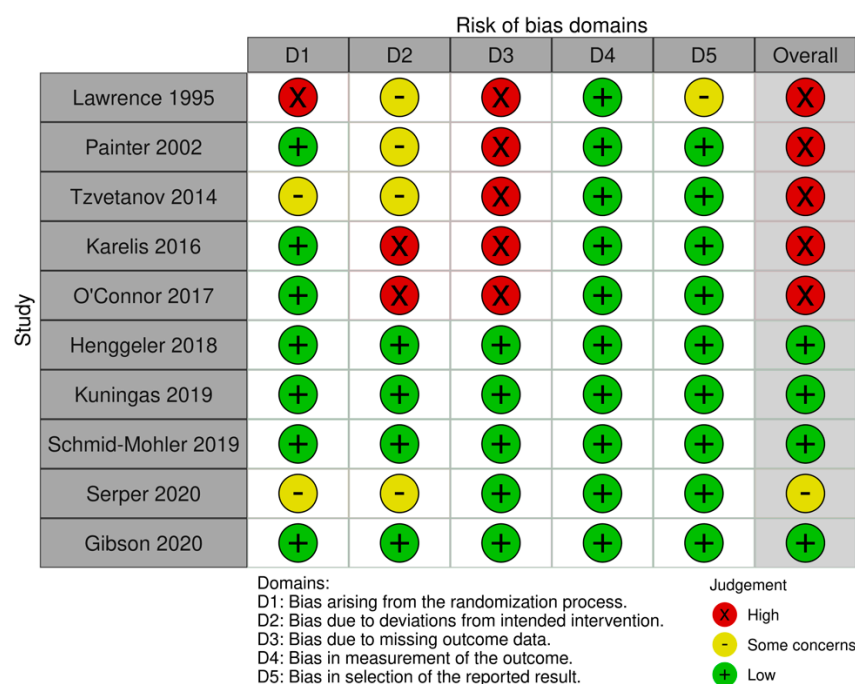 Risk of bias domains
D1 D2 D3 D4 D5 Overall
Study
Lawrence 1995 X - X + - X
Painter 2002 + - X + + X
Tzvetanov 2014 - - X + + X
Karelis 2016 + X X + + X
O'Connor 2017 + X X + + X
Henggeler 2018 + + + + + +
Kuningas 2019 + + + + + +
Schmid-Mohler 2019 + + + + + +
Serper 2020 - - + + + -
Gibson 2020 + + + + + +
Domains:
D1: Bias arising from the randomization process.
D2: Bias due to deviations from intended intervention.
D3: Bias due to missing outcome data.
D4: Bias in measurement of the outcome.
D5: Bias in selection of the reported result.
Judgement
X High
- Some concerns
+ Low